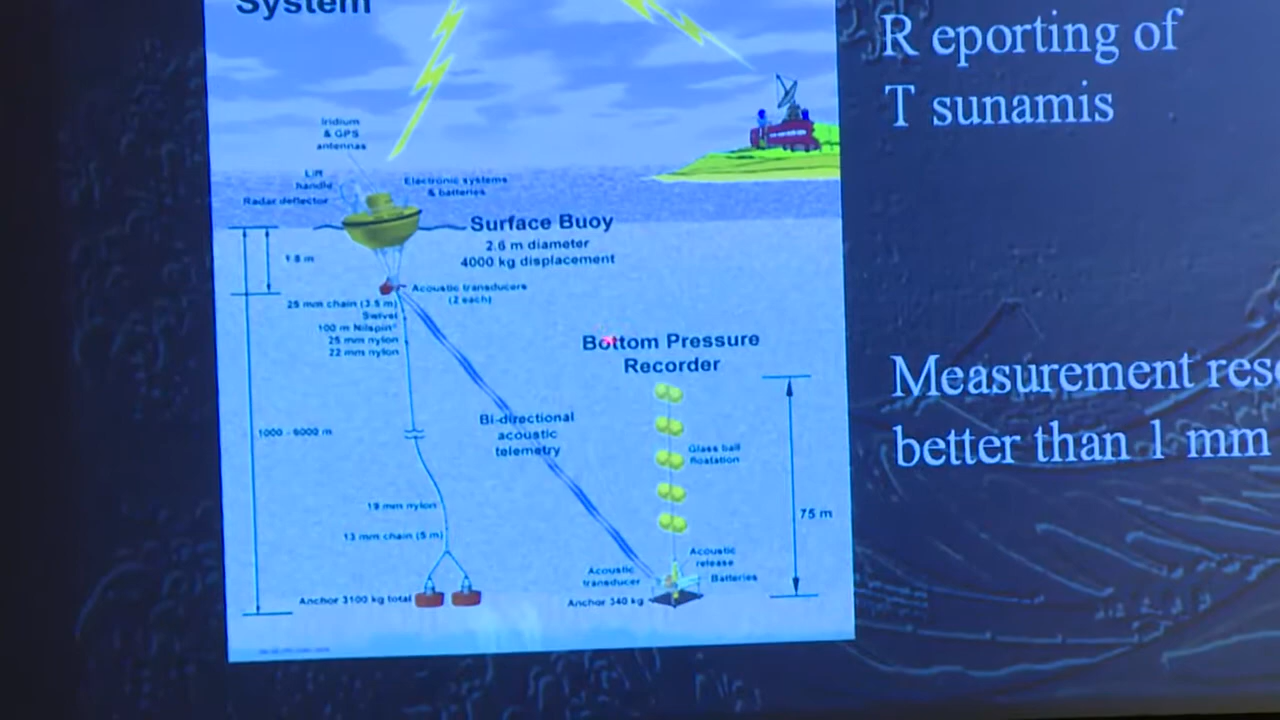 System
Iridium
& GPS
antennas
Lift
handle
Radar deflector
Electronic systems
& batteries
Surface Buoy
2.6 m diameter
4000 kg displacement
1.5 m
Acoustic transducers
(2 each)
25 mm chain (3.5 m)
Swivel
100 m Nilspin
25 mm nylon
22 mm nylon
Bottom Pressure
Recorder
Bi-directional
acoustic
telemetry
1000 - 6000 m
Glass ball
floatation
75 m
19 mm nylon
13 mm chain (5 m)
Acoustic
release
Acoustic
transducer
Batteries
Anchor 3100 kg total
Anchor 340 kg
R eporting of
T sunamis
Measurement
better than 1 mm